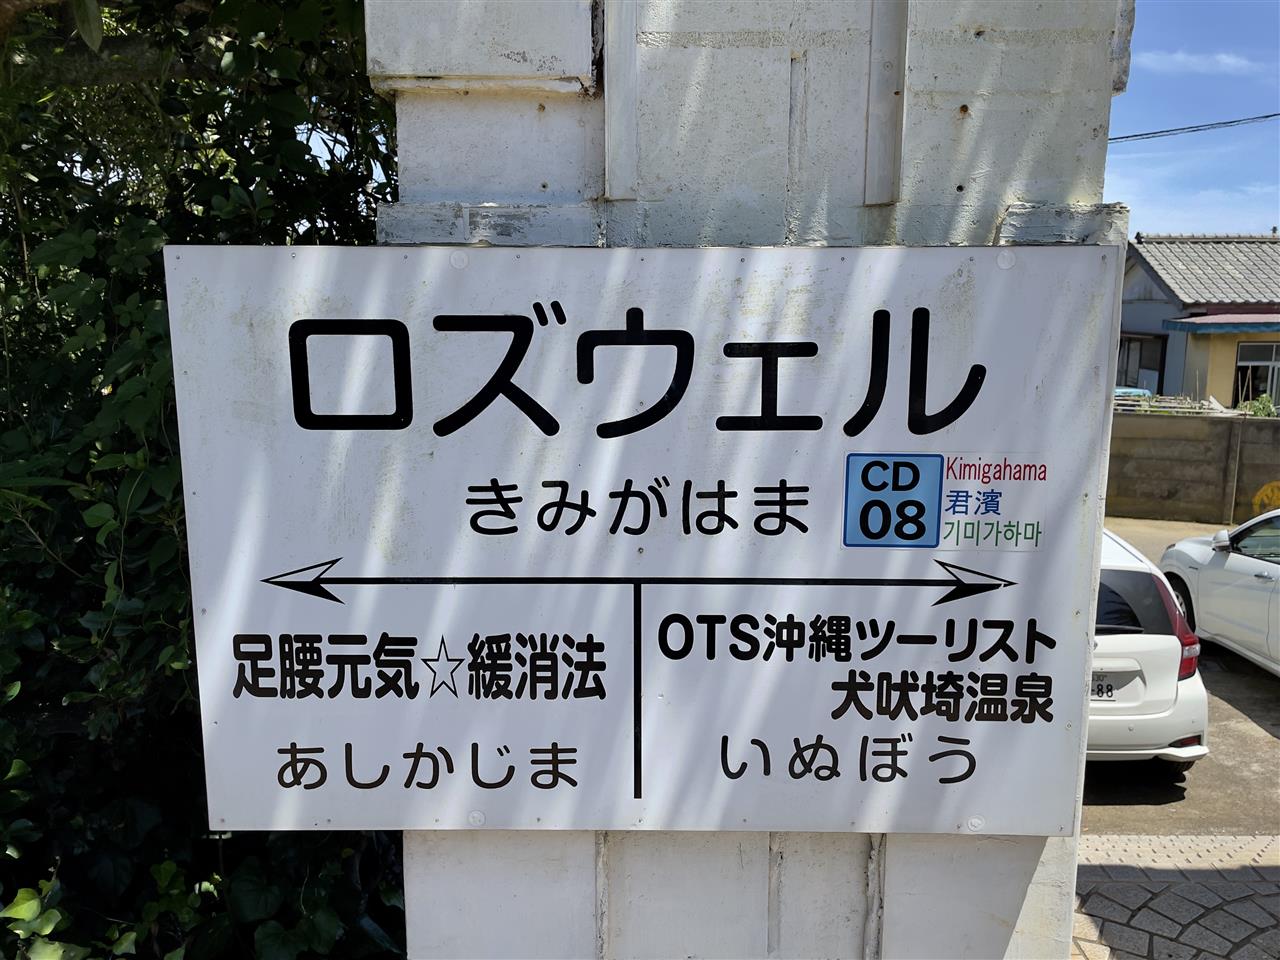 ロズウェル
きみがはま
CD
08
Kimigahama
君濱
기미가하마
足腰元気☆緩消法
あしかじま
OTS沖縄ツーリスト
犬吠埼温泉
いぬぼう